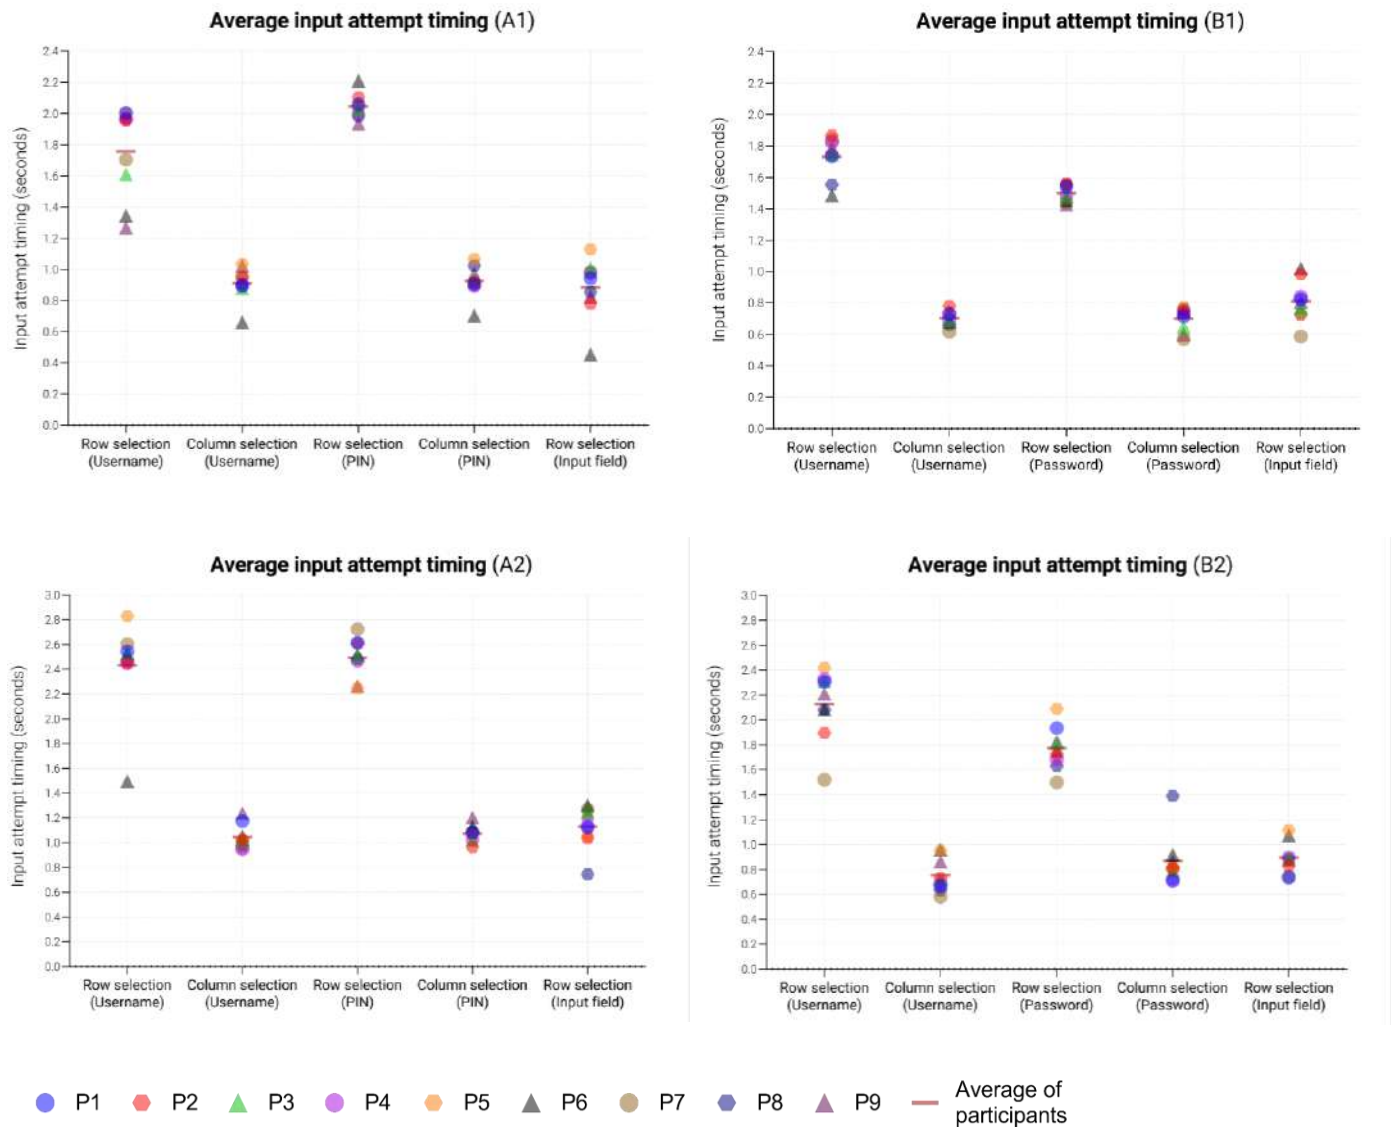 Average input attempt timing (A1)
Input attempt timing (seconds)
2.4
2.2
2.0
1.8
1.6
1.4
1.2
1.0
0.8
0.6
0.4
0.2
0.0
Row selection
(Username)
Column selection
(Username)
Row selection
(PIN)
Column selection
(PIN)
Row selection
(Input field)
Average input attempt timing (B1)
Input attempt timing (seconds)
2.4
2.2
2.0
1.8
1.6
1.4
1.2
1.0
0.8
0.6
0.4
0.2
0.0
Row selection
(Username)
Column selection
(Username)
Row selection
(Password)
Column selection
(Password)
Row selection
(Input field)
Average input attempt timing (A2)
Input attempt timing (seconds)
3.0
2.8
2.6
2.4
2.2
2.0
1.8
1.6
1.4
1.2
1.0
0.8
0.6
0.4
0.2
0.0
Row selection
(Username)
Column selection
(Username)
Row selection
(PIN)
Column selection
(PIN)
Row selection
(Input field)
Average input attempt timing (B2)
Input attempt timing (seconds)
3.0
2.8
2.6
2.4
2.2
2.0
1.8
1.6
1.4
1.2
1.0
0.8
0.6
0.4
0.2
0.0
Row selection
(Username)
Column selection
(Username)
Row selection
(Password)
Column selection
(Password)
Row selection
(Input field)
P1 P2 P3 P4 P5 P6 P7 P8 P9 Average of
participants